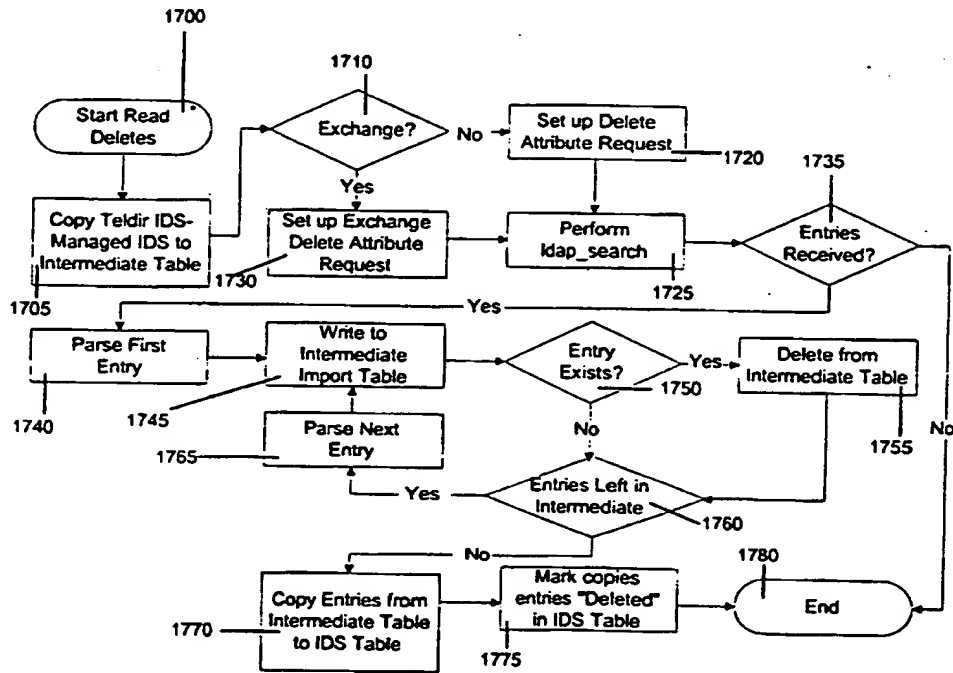 1700
Start Read
Deletes
1710
Exchange?
No
Set up Delete
Attribute Request
1720
1735
Copy Teldir IDS-
Managed IDS to
Intermediate Table
1705
Yes
Set up Exchange
Delete Attribute
Request
1730
Perform
ldap_search
1725
Entries
Received?
Yes
Parse First
Entry
1740
Write to
Intermediate
Import Table
1745
Entry
Exists?
1750
Yes
Delete from
Intermediate Table
1755
No
No
Parse Next
Entry
1765
Yes
Entries Left in
Intermediate
1760
No
Copy Entries from
Intermediate Table
to IDS Table
1770
Mark copies
entries "Deleted"
in IDS Table
1775
1780
End